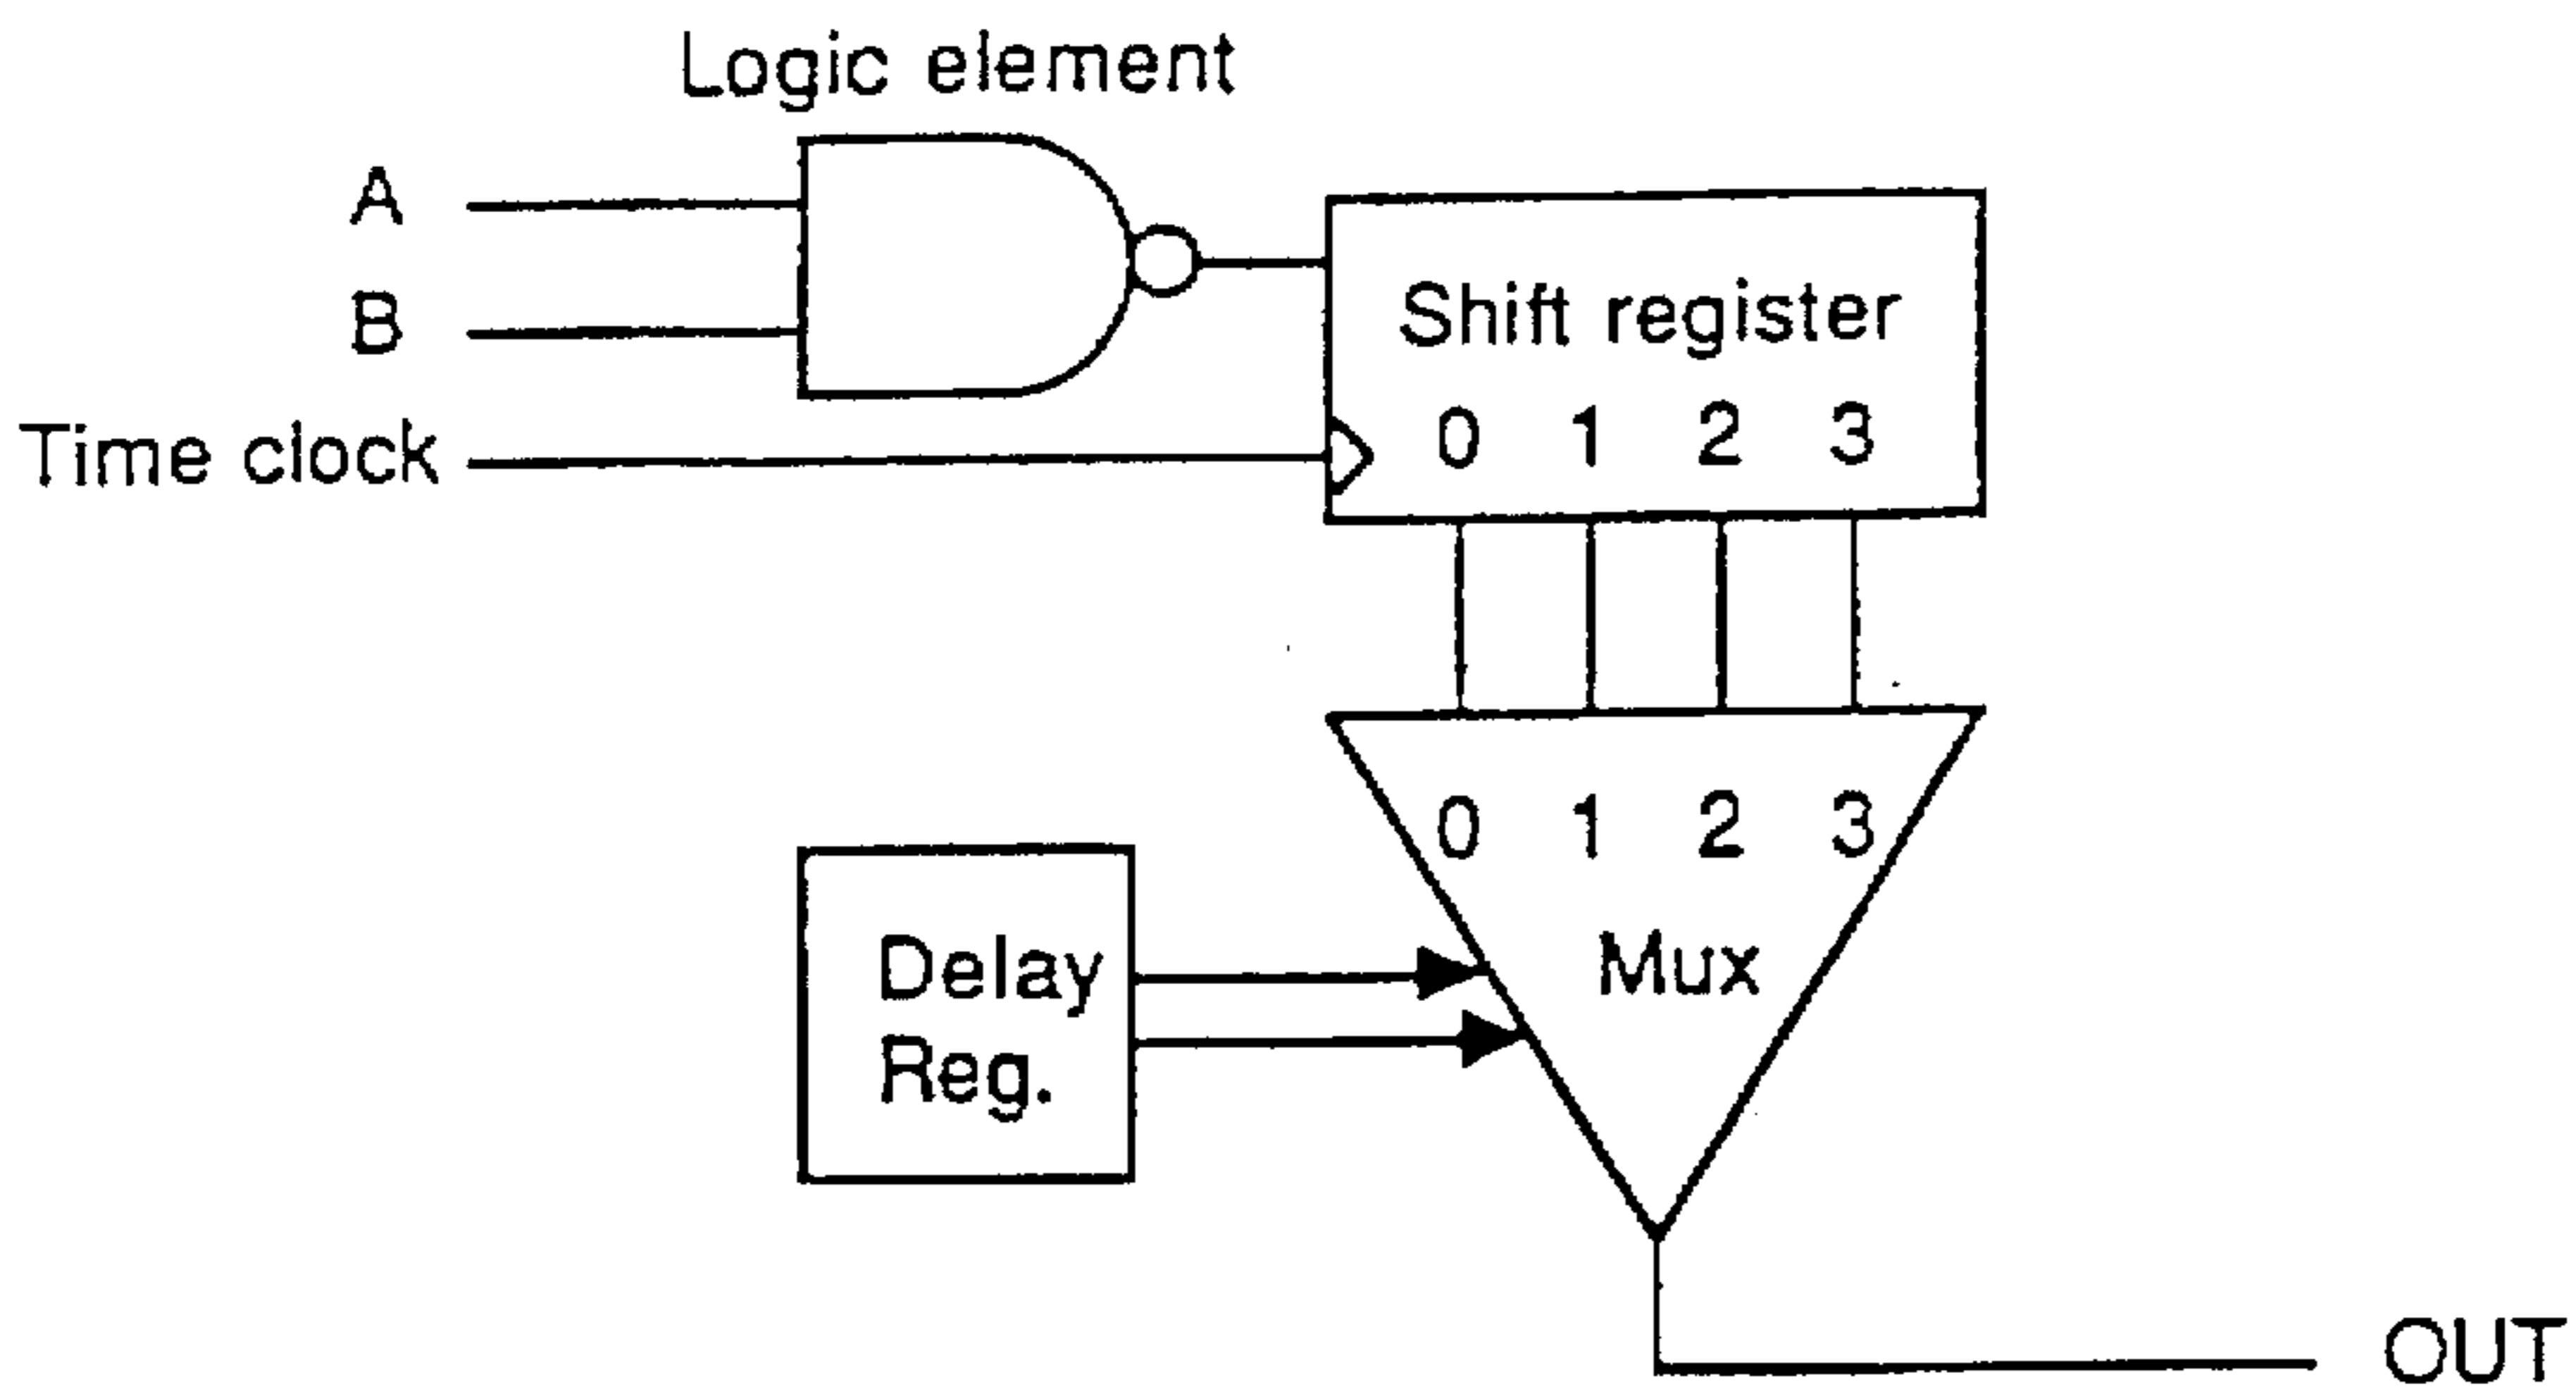 Logic element
A
B
Time clock
Shift register
0 1 2 3
0 1 2 3
Mux
Delay
Reg.
OUT